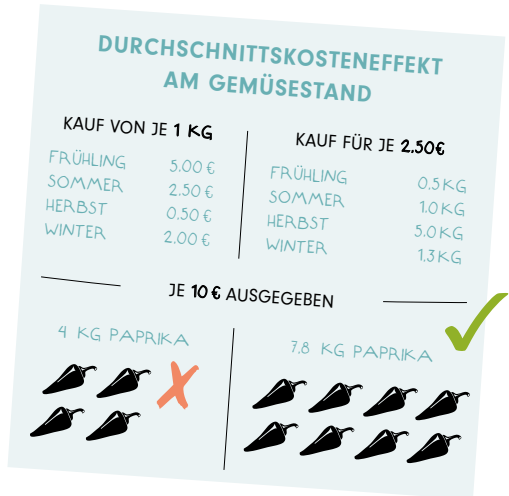 DURCHSCHNITTSKOSTENEFFEKT
AM GEMÜSESTAND
KAUF VON JE 1 KG
FRÜHLING 5.00 €
SOMMER 2.50 €
HERBST 0.50 €
WINTER 2.00 €
KAUF FÜR JE 2.50€
FRÜHLING 0.5 KG
SOMMER 1.0 KG
HERBST 5.0 KG
WINTER 1.3 KG
JE 10 € AUSGEGEBEN
4 KG PAPRIKA
7.8 KG PAPRIKA